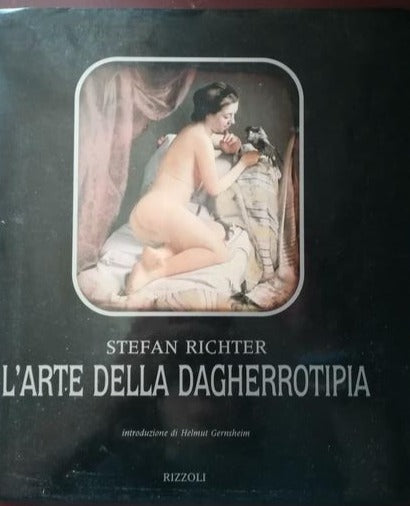 STEFAN RICHTER
L'ARTE DELLA DAGHERROTIPIA
introduzione di Helmut Gernsheim
RIZZOLI